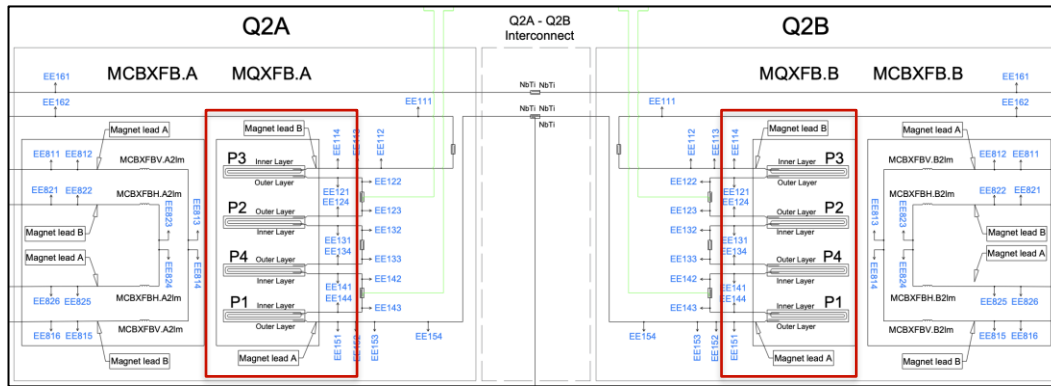 Q2A
Q2A - Q2B
Interconnect
Q2B
MCBXFB.A
MQXFB.A
MQXFB.B
MCBXFB.B
EE161
EE162
EE111
NbTi NbTi
NbTi NbTi
NbTi
EE161
EE162
EE111
Magnet lead A
MCBXFBV.A2lm
EE811
EE812
MCBXFBH.A2lm
EE821
EE822
EE823
EE813
Magnet lead B
Magnet lead A
EE824
EE814
EE826
EE825
MCBXFBH.A2lm
EE816
EE815
MCBXFBV.A2lm
Magnet lead B
Magnet lead B
EE114
EE112
P3
Inner Layer
Outer Layer
EE122
EE121
EE124
P2
Outer Layer
Inner Layer
EE123
EE132
EE131
EE134
P4
Outer Layer
Inner Layer
EE133
EE142
EE141
EE144
P1
Inner Layer
Outer Layer
EE143
Magnet lead A
EE151
EE152
EE153
EE154
EE112
EE113
EE114
Magnet lead B
EE122
EE121
EE124
Inner Layer
Outer Layer
P3
EE123
EE132
EE131
EE134
Outer Layer
Inner Layer
P2
EE133
EE142
EE141
EE144
Outer Layer
Inner Layer
P4
EE143
Inner Layer
Outer Layer
P1
EE154
EE153
EE152
EE151
Magnet lead A
Magnet lead A
MCBXFBV.B2lm
EE812
EE811
MCBXFBH.B2lm
EE822
EE821
EE813
EE823
Magnet lead B
Magnet lead A
EE814
EE824
MCBXFBH.B2lm
EE825
EE826
MCBXFBV.B2lm
EE815
EE816
Magnet lead B